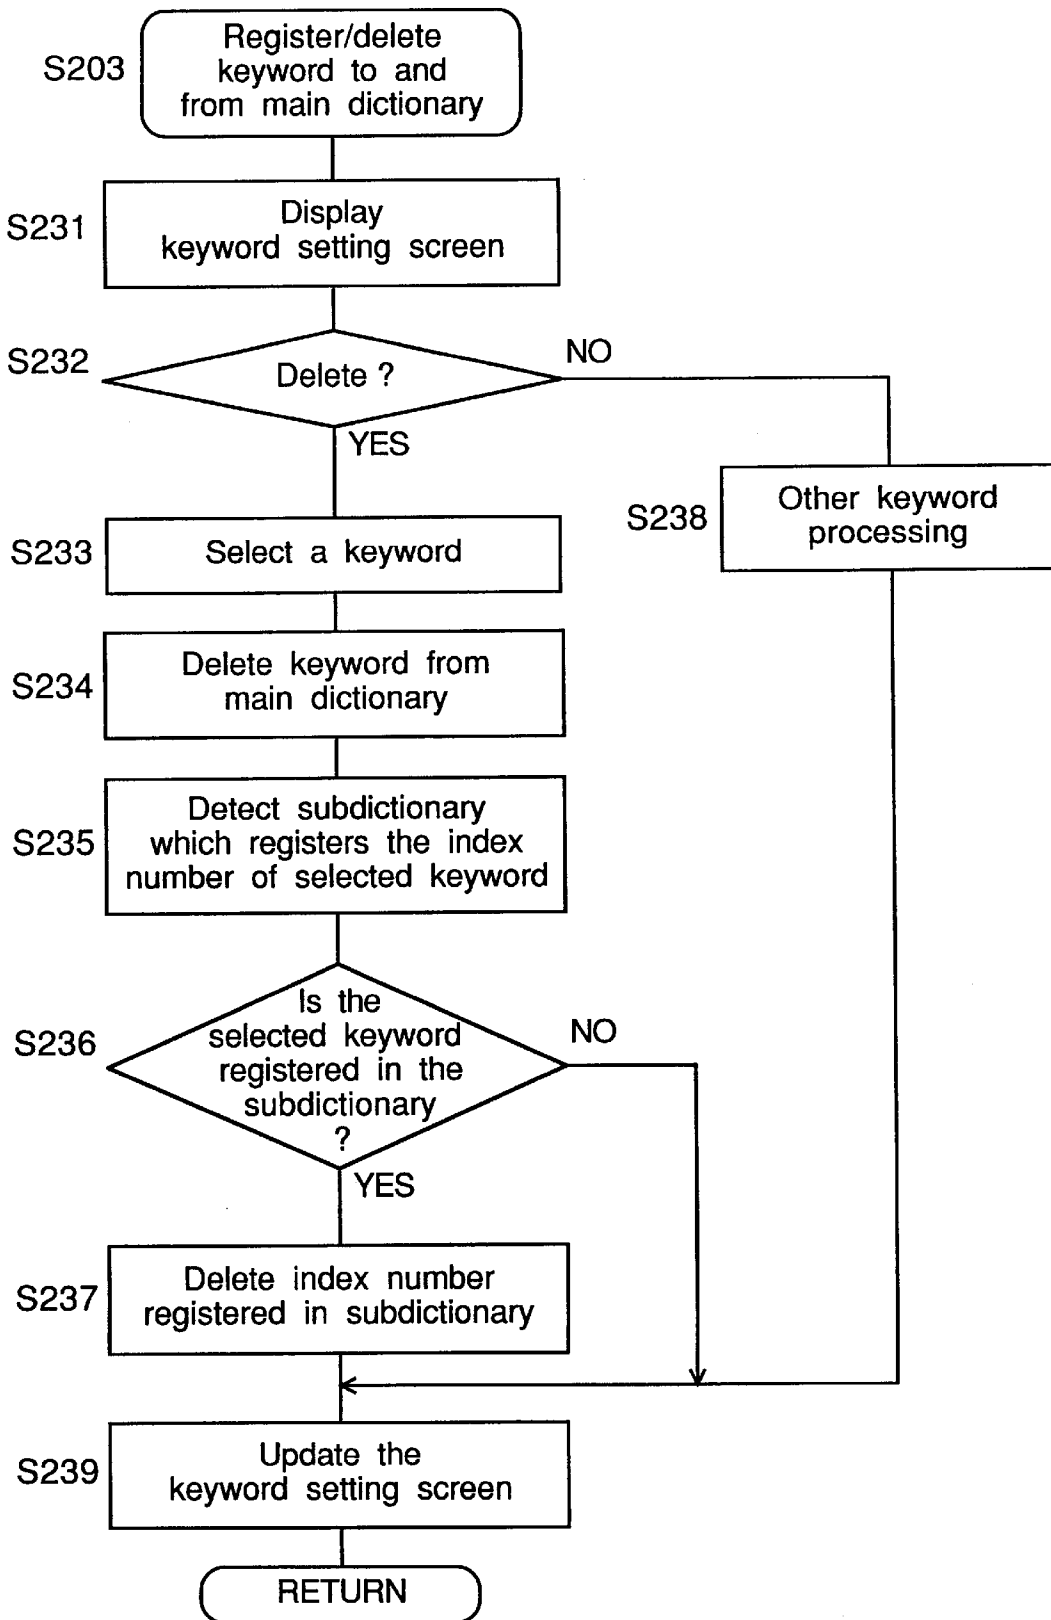 S203
Register/delete
keyword to and
from main dictionary
S231
Display
keyword setting screen
S232
Delete ?
NO
YES
S238
Other keyword
processing
S233
Select a keyword
S234
Delete keyword from
main dictionary
S235
Detect subdictionary
which registers the index
number of selected keyword
S236
Is the
selected keyword
registered in the
subdictionary
?
NO
YES
S237
Delete index number
registered in subdictionary
S239
Update the
keyword setting screen
RETURN